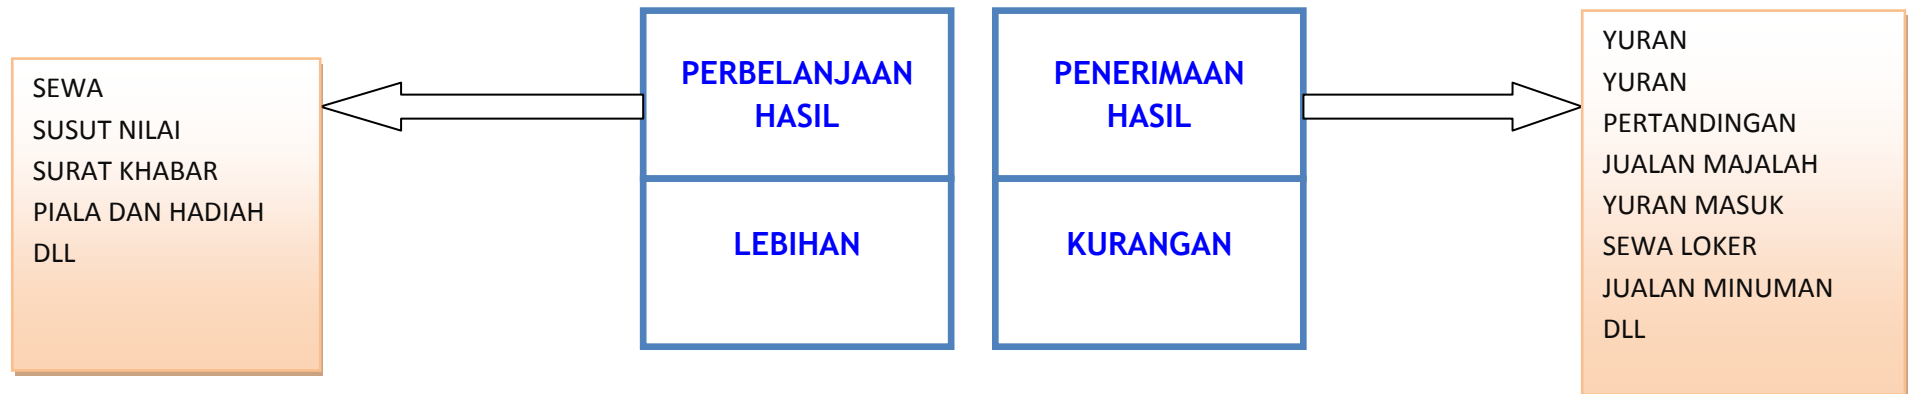 SEWA
SUSUT NILAI
SURAT KHABAR
PIALA DAN HADIAH
DLL
PERBELANJAAN
HASIL
LEBIHAN
PENERIMAAN
HASIL
KURANGAN
YURAN
YURAN
PERTANDINGAN
JUALAN MAJALAH
YURAN MASUK
SEWA LOKER
JUALAN MINUMAN
DLL